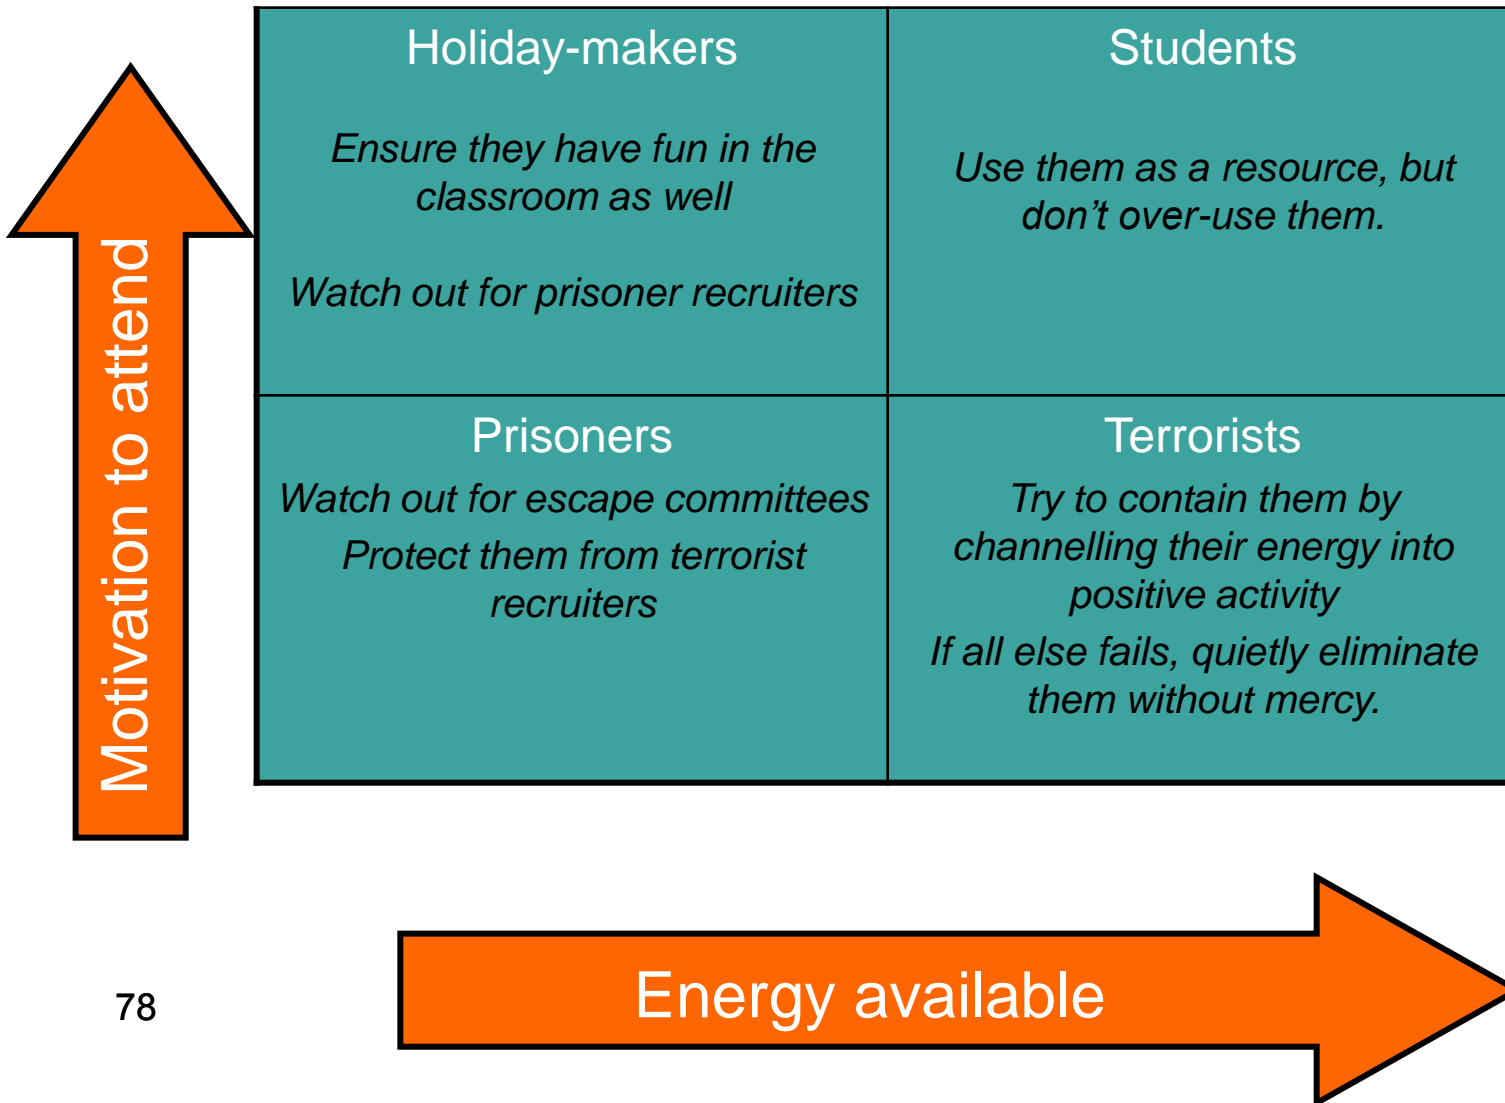 Holiday-makers
Ensure they have fun in the
classroom as well
Watch out for prisoner recruiters
Students
Use them as a resource, but
don't over-use them.
Prisoners
Watch out for escape committees
Protect them from terrorist
recruiters
Terrorists
Try to contain them by
channelling their energy into
positive activity
If all else fails, quietly eliminate
them without mercy.
Motivation to attend
Energy available
78